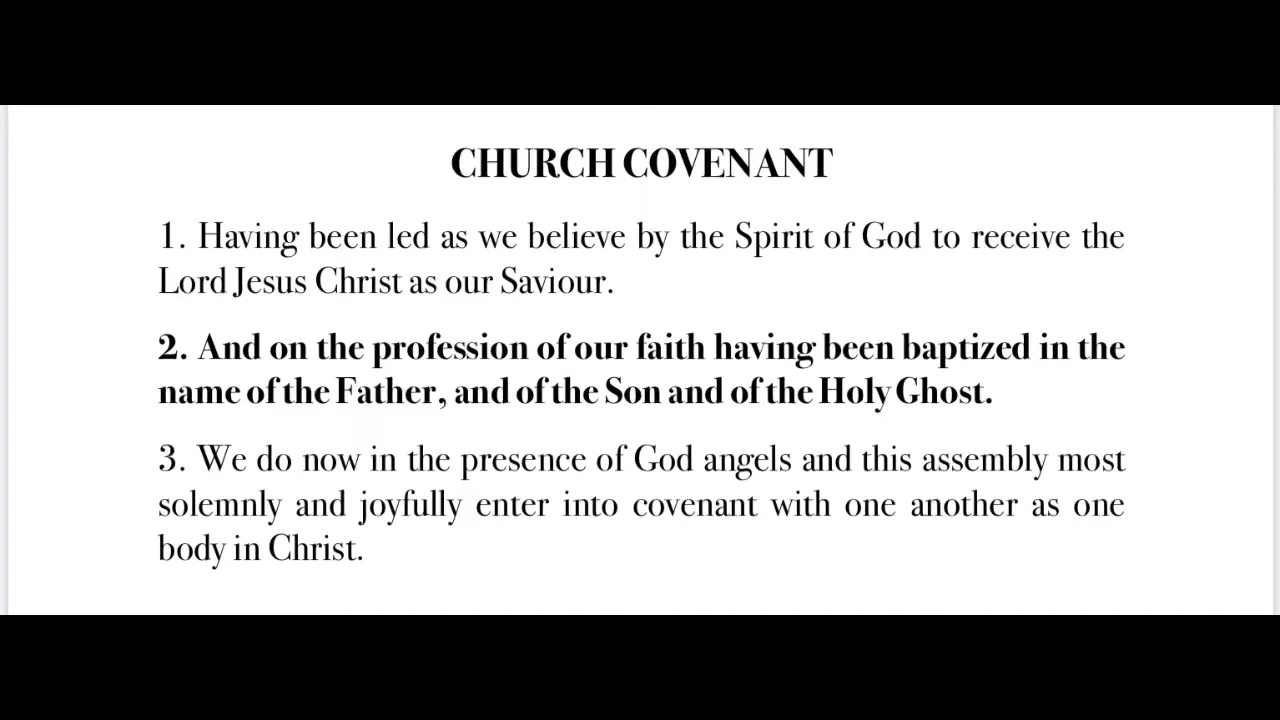 CHURCH COVENANT
1. Having been led as we believe by the Spirit of God to receive the
Lord Jesus Christ as our Saviour.
2. And on the profession of our faith having been baptized in the
name of the Father, and of the Son and of the Holy Ghost.
3. We do now in the presence of God angels and this assembly most
solemnly and joyfully enter into covenant with one another as one
body in Christ.